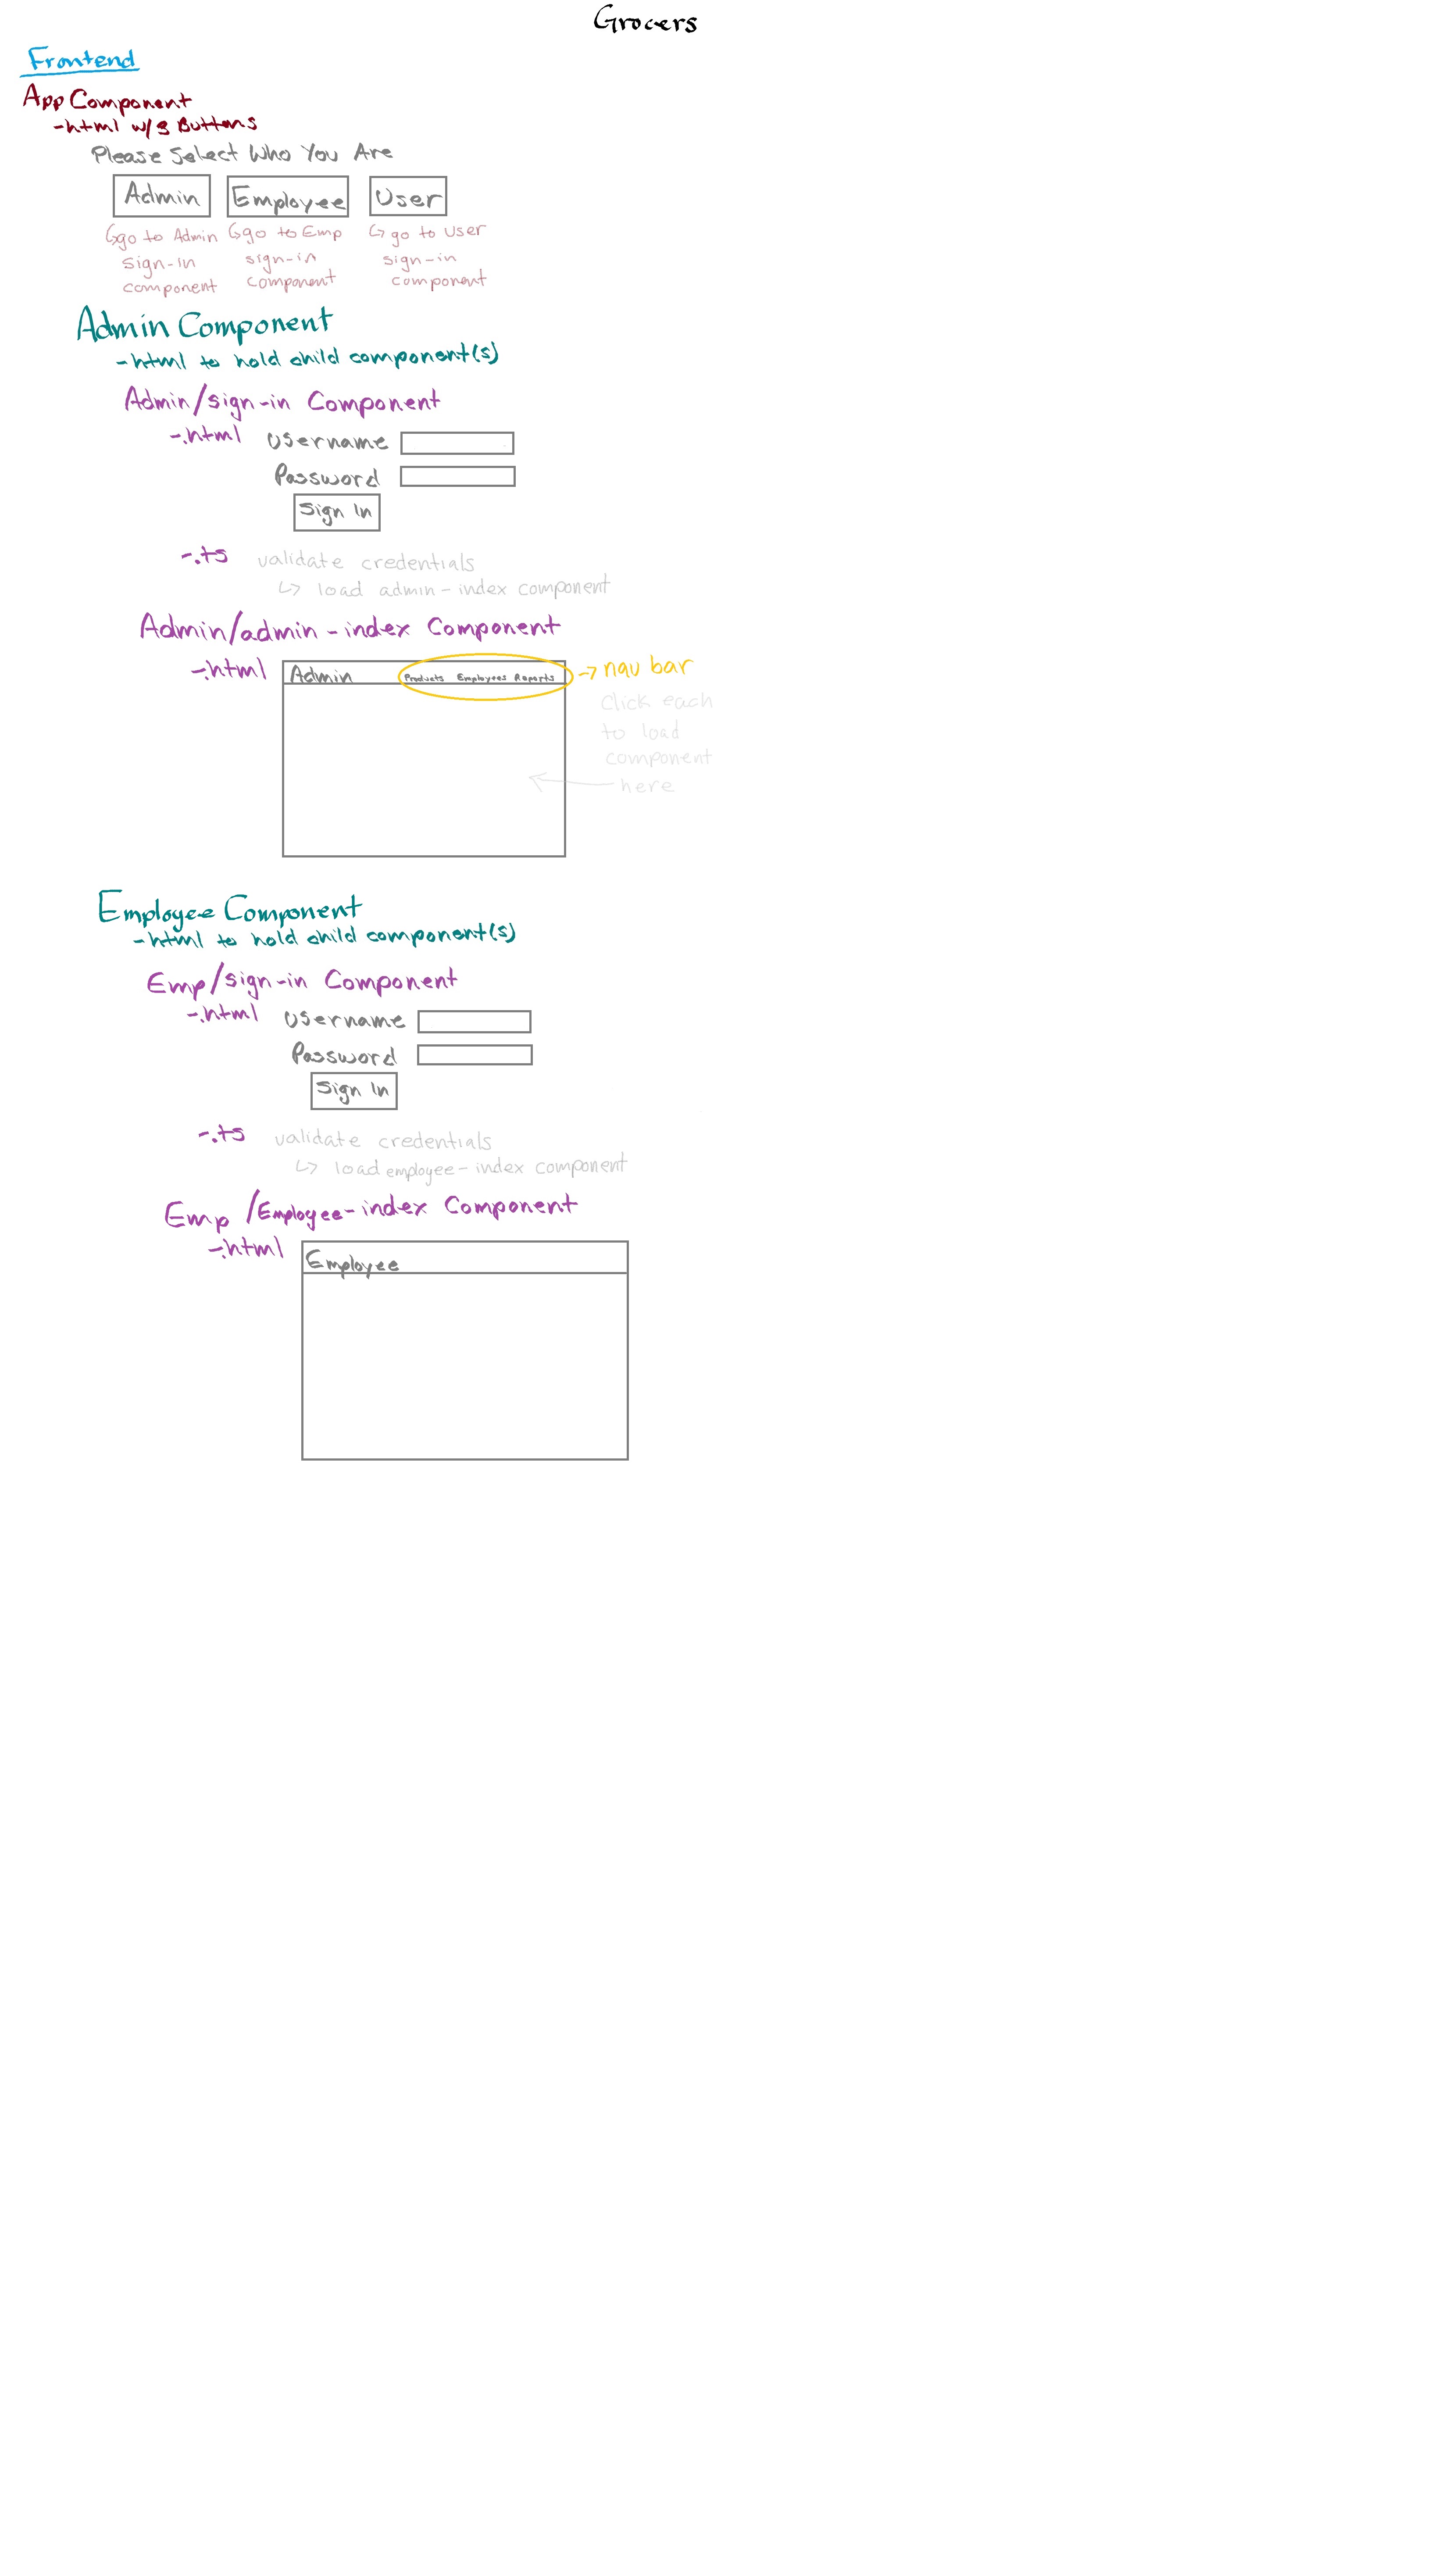 Grocers
Frontend
App Component
-html w/3 Buttons
Please Select Who You Are
Admin Employee User
↳go to Admin ↳go to Emp ↳ go to User
sign-in sign-in sign-in
component component component
Admin Component
-html to hold child component(s)
Admin/sign-in Component
-.html Username
Password
Sign In
-.ts validate credentials
↳ load admin-index component
Admin/admin-index Component
-.html Admin Products Employees Reports → nav bar
Click each
to load
component
here
Employee Component
-html to hold child component(s)
Emp/sign-in Component
-.html Username
Password
Sign In
-.ts validate credentials
↳ load employee-index component
Emp/Employee-index Component
-.html Employee